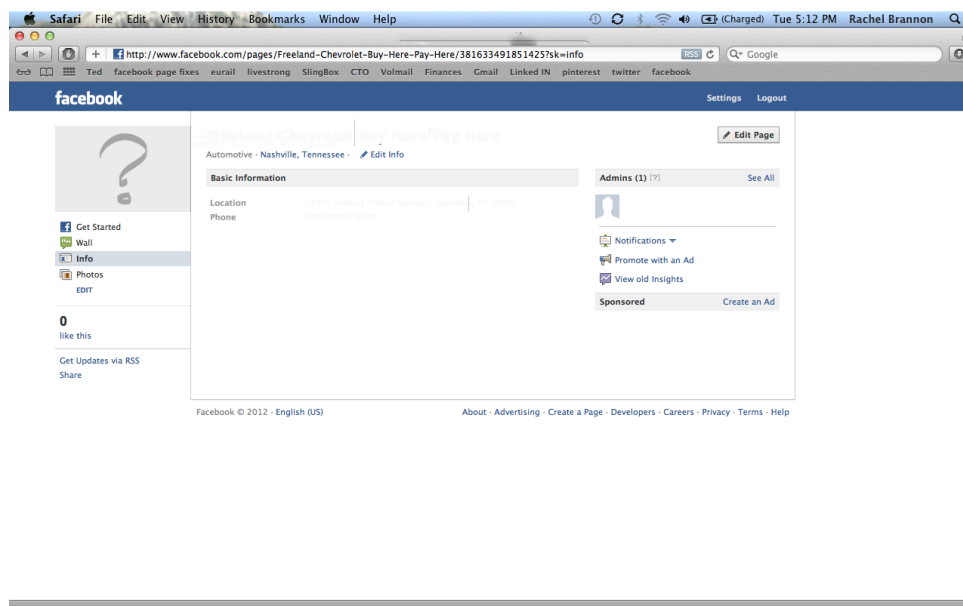 Safari File Edit View History Bookmarks Window Help (Charged) Tue 5:12 PM Rachel Brannon
+ http://www.facebook.com/pages/Freeland-Chevrolet-Buy-Here-Pay-Here/381633491851425?sk=info RSS Google
Ted facebook page fixes eurail livestrong SlingBox CTO Volmail Finances Gmail Linked IN pinterest twitter facebook
facebook Settings Logout
Freeland Chevrolet Buy Here Pay Here
Edit Page
Automotive · Nashville, Tennessee · Edit Info
Basic Information
Location
Phone
Admins (1) [?] See All
Notifications
Promote with an Ad
View old Insights
Sponsored Create an Ad
Get Started
Wall
Info
Photos
EDIT
0
like this
Get Updates via RSS
Share
Facebook © 2012 · English (US) About · Advertising · Create a Page · Developers · Careers · Privacy · Terms · Help